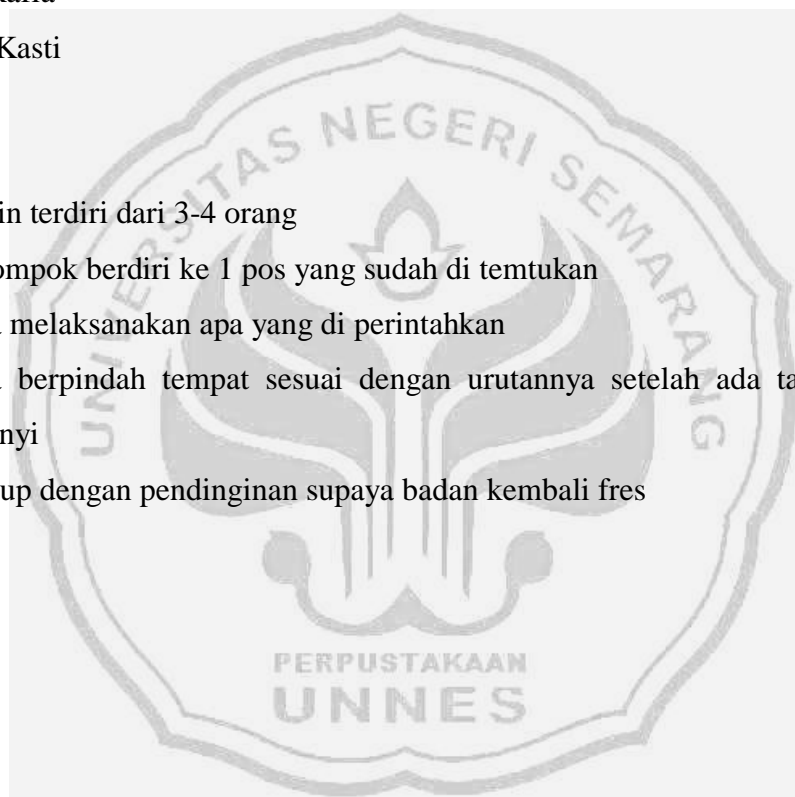 Kasti
in terdiri dari 3-4 orang
ompok berdiri ke 1 pos yang sudah di temtukan
melaksanakan apa yang di perintahkan
berpindah tempat sesuai dengan urutannya setelah ada ta
nyi
up dengan pendinginan supaya badan kembali fres
UNIVERSITAS NEGERI SEMARANG
PERPUSTAKAAN
UNNES